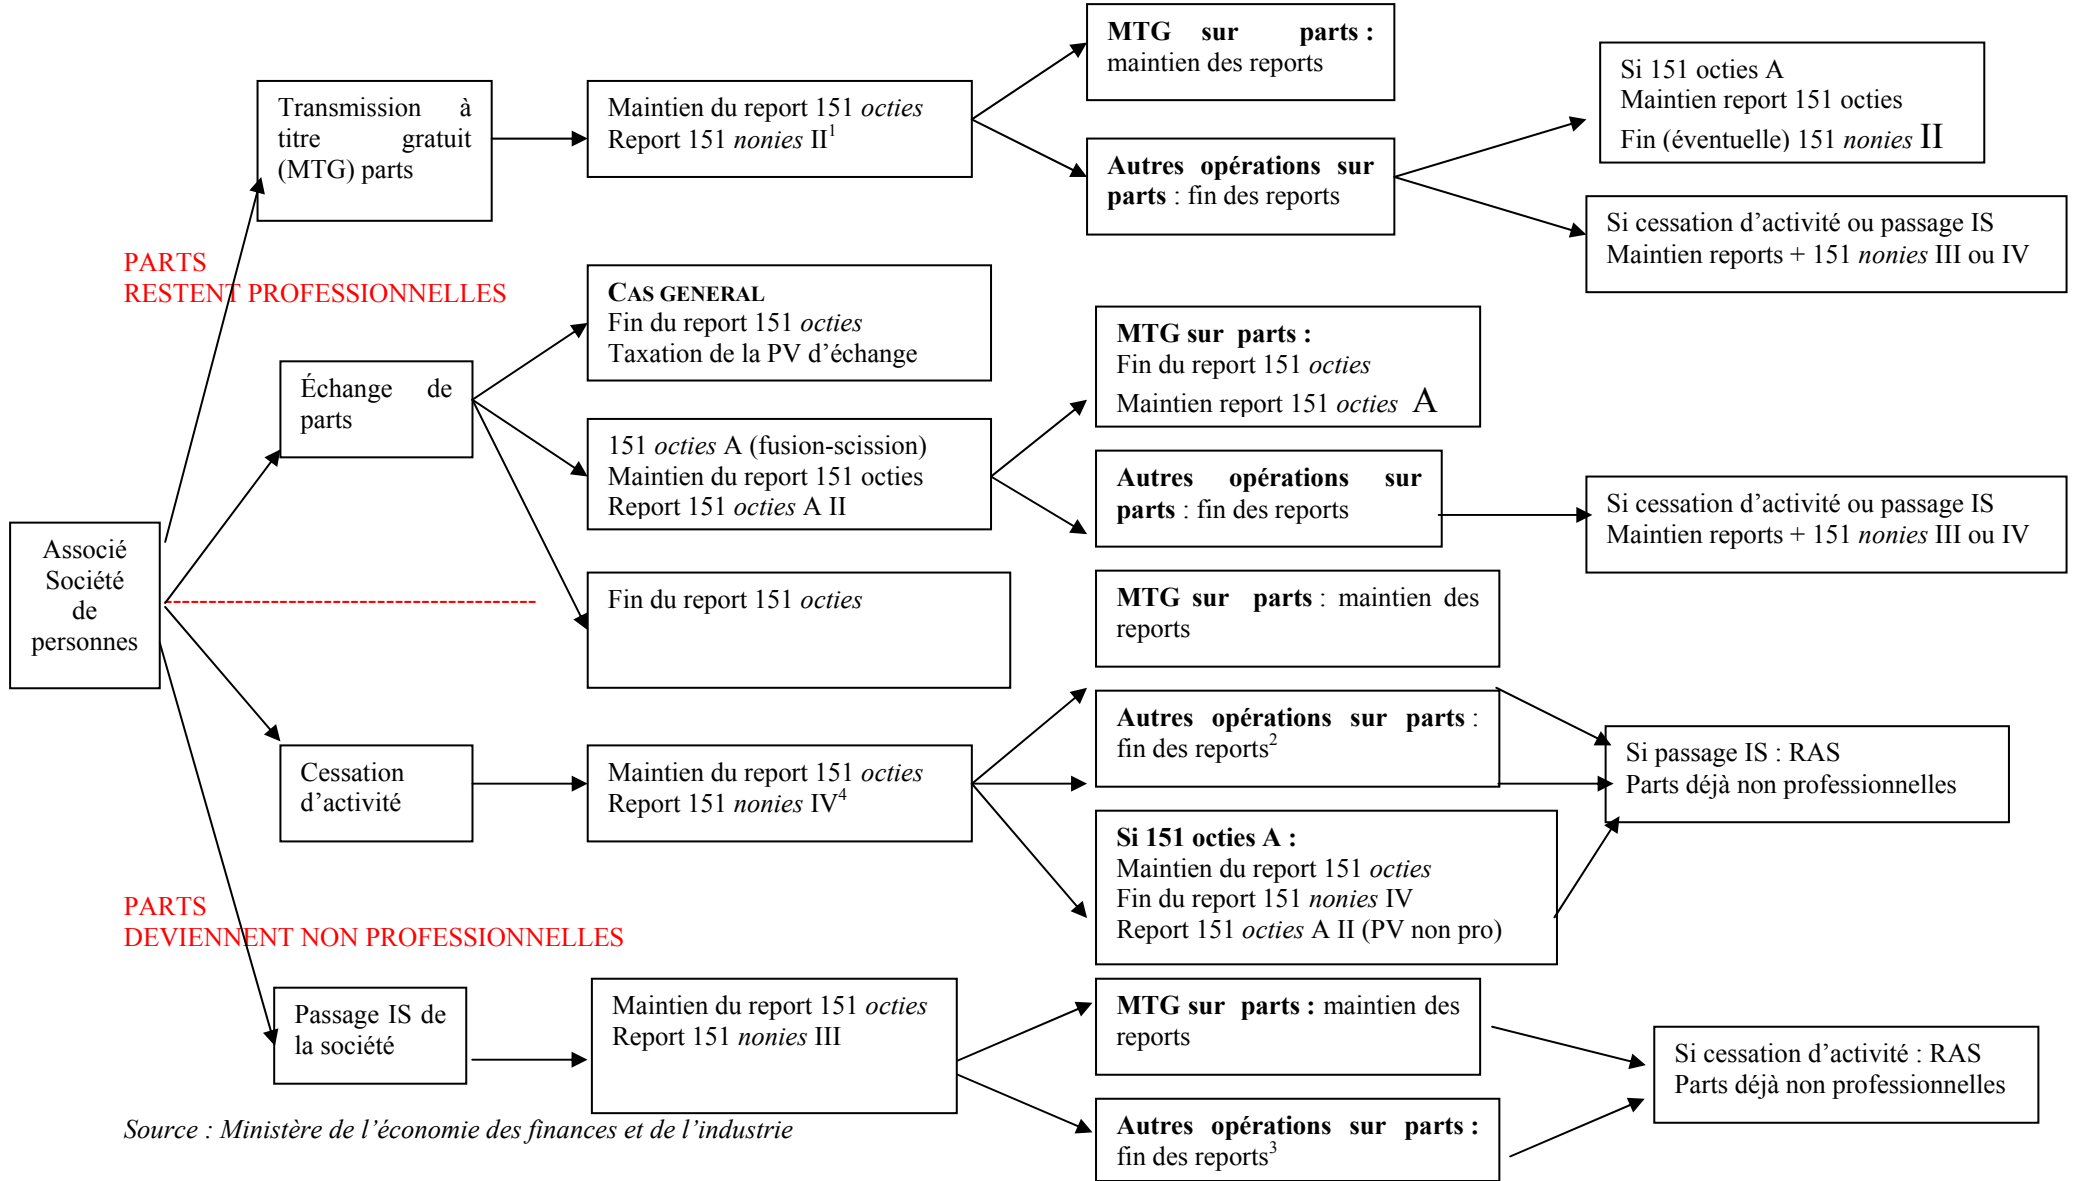 Associé
Société
de
personnes
PARTS
RESTENT PROFESSIONNELLES
Transmission à
titre gratuit
(MTG) parts
Maintien du report 151 octies
Report 151 nonies II1
MTG sur parts :
maintien des reports
Autres opérations sur
parts : fin des reports
Si 151 octies A
Maintien report 151 octies
Fin (éventuelle) 151 nonies II
Si cessation d’activité ou passage IS
Maintien reports + 151 nonies III ou IV
Échange de
parts
CAS GENERAL
Fin du report 151 octies
Taxation de la PV d’échange
151 octies A (fusion-scission)
Maintien du report 151 octies
Report 151 octies A II
Fin du report 151 octies
MTG sur parts :
Fin du report 151 octies
Maintien report 151 octies A
Autres opérations sur
parts : fin des reports
Si cessation d’activité ou passage IS
Maintien reports + 151 nonies III ou IV
Cessation
d’activité
Maintien du report 151 octies
Report 151 nonies IV4
MTG sur parts : maintien des
reports
Autres opérations sur parts :
fin des reports2
Si 151 octies A :
Maintien du report 151 octies
Fin du report 151 nonies IV
Report 151 octies A II (PV non pro)
Si passage IS : RAS
Parts déjà non professionnelles
PARTS
DEVIENNENT NON PROFESSIONNELLES
Passage IS de
la société
Maintien du report 151 octies
Report 151 nonies III
MTG sur parts : maintien des
reports
Autres opérations sur parts :
fin des reports3
Si cessation d’activité : RAS
Parts déjà non professionnelles
Source : Ministère de l’économie des finances et de l’industrie